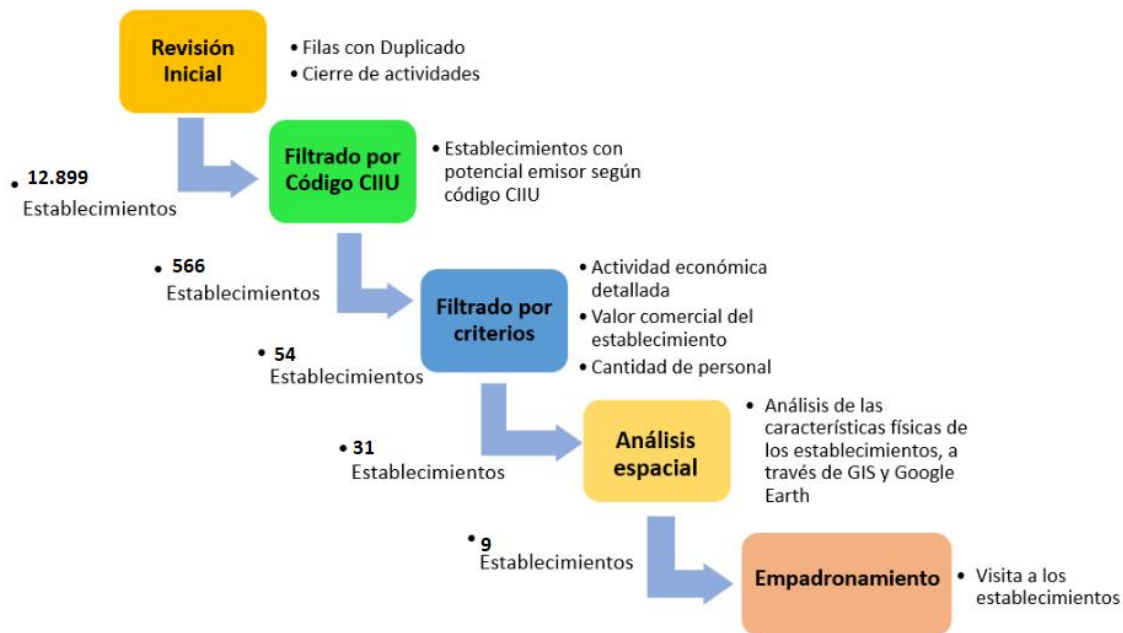 Revisión
Inicial
• Filas con Duplicado
• Cierre de actividades
• 12.899
Establecimientos
Filtrado por
Código CIIU
• Establecimientos con
potencial emisor según
código CIIU
• 566
Establecimientos
Filtrado por
criterios
• Actividad económica
detallada
• Valor comercial del
establecimiento
• Cantidad de personal
• 54
Establecimientos
Análisis
espacial
• Análisis de las
características físicas de
los establecimientos, a
través de GIS y Google
Earth
• 31
Establecimientos
• 9
Establecimientos
Empadronamiento
• Visita a los
establecimientos